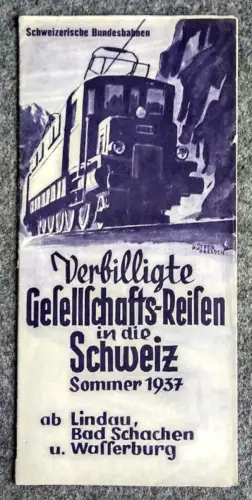 Schweizerische Bundesbahnen
Verbilligte
Geſellſchafts-Reiſen
in die
Schweiz
Sommer 1937
ab Lindau,
Bad Schachen
u. Waſſerburg